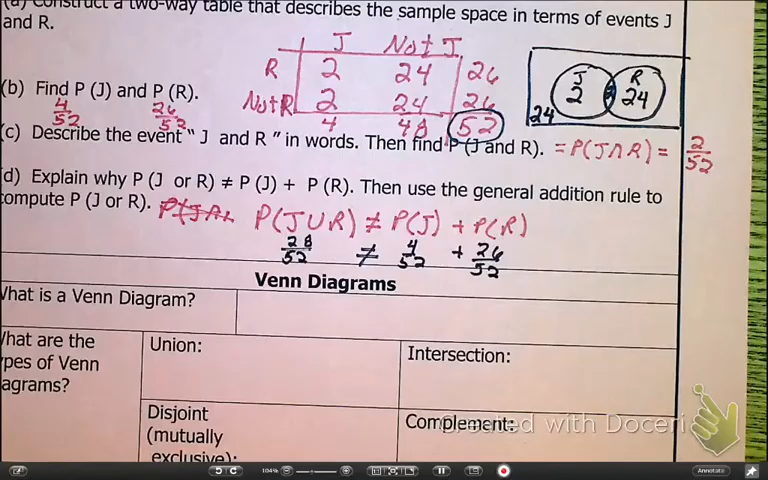 (a) Construct a two-way table that describes the sample space in terms of events J
and R.
J Not J
R 2 24 26
Not R 2 24 26
4 48 52
J R
2 2 24
24
(b) Find P (J) and P (R).
4/52 26/52
(c) Describe the event " J and R " in words. Then find P (J and R). = P(J∩R) = 2/52
(d) Explain why P (J or R) ≠ P (J) + P (R). Then use the general addition rule to
compute P (J or R).
P(J∪R) ≠ P(J) + P(R)
28/52 ≠ 4/52 + 26/52
Venn Diagrams
What is a Venn Diagram?
What are the
ypes of Venn
agrams?
Union:
Intersection:
Disjoint
(mutually
exclusive):
Complement:
Created with Doceri
104%
Annotate